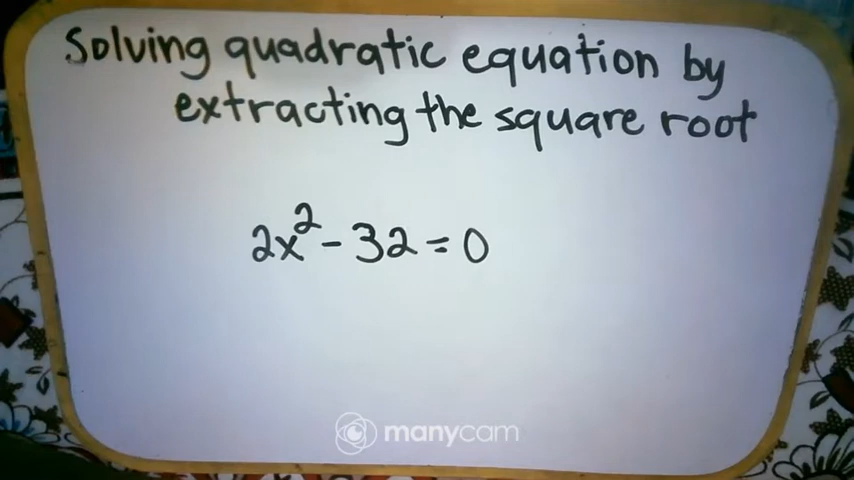 Solving quadratic equation by
extracting the square root
2x² - 32 = 0
manycam